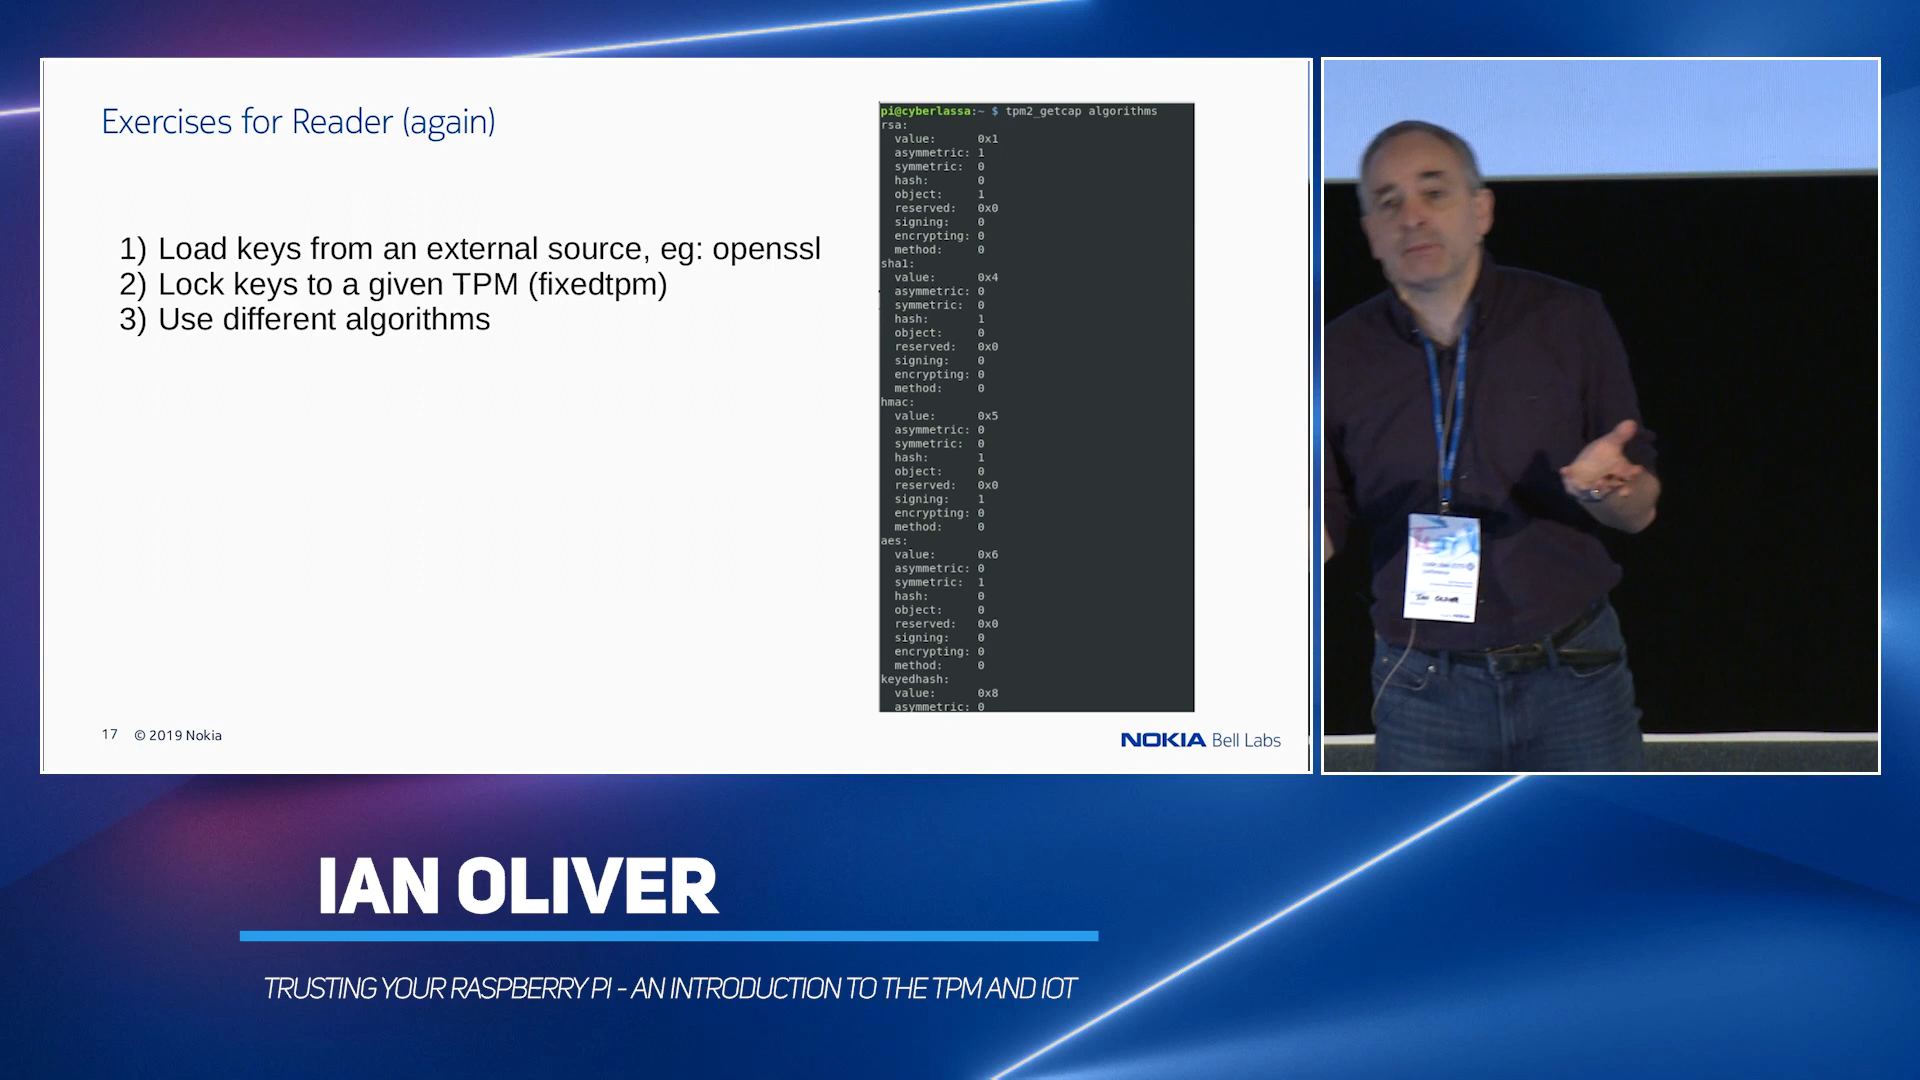 Exercises for Reader (again)
1) Load keys from an external source, eg: openssl
2) Lock keys to a given TPM (fixedtpm)
3) Use different algorithms
pi@cyberlassa:~ $ tpm2_getcap algorithms
rsa:
value: 0x1
asymmetric: 1
symmetric: 0
hash: 0
object: 1
reserved: 0x0
signing: 0
encrypting: 0
method: 0
sha1:
value: 0x4
asymmetric: 0
symmetric: 0
hash: 1
object: 0
reserved: 0x0
signing: 0
encrypting: 0
method: 0
hmac:
value: 0x5
asymmetric: 0
symmetric: 0
hash: 1
object: 0
reserved: 0x0
signing: 1
encrypting: 0
method: 0
aes:
value: 0x6
asymmetric: 0
symmetric: 1
hash: 0
object: 0
reserved: 0x0
signing: 0
encrypting: 0
method: 0
keyedhash:
value: 0x8
asymmetric: 0
17 © 2019 Nokia
NOKIA Bell Labs
IAN OLIVER
TRUSTING YOUR RASPBERRY PI - AN INTRODUCTION TO THE TPM AND IOT